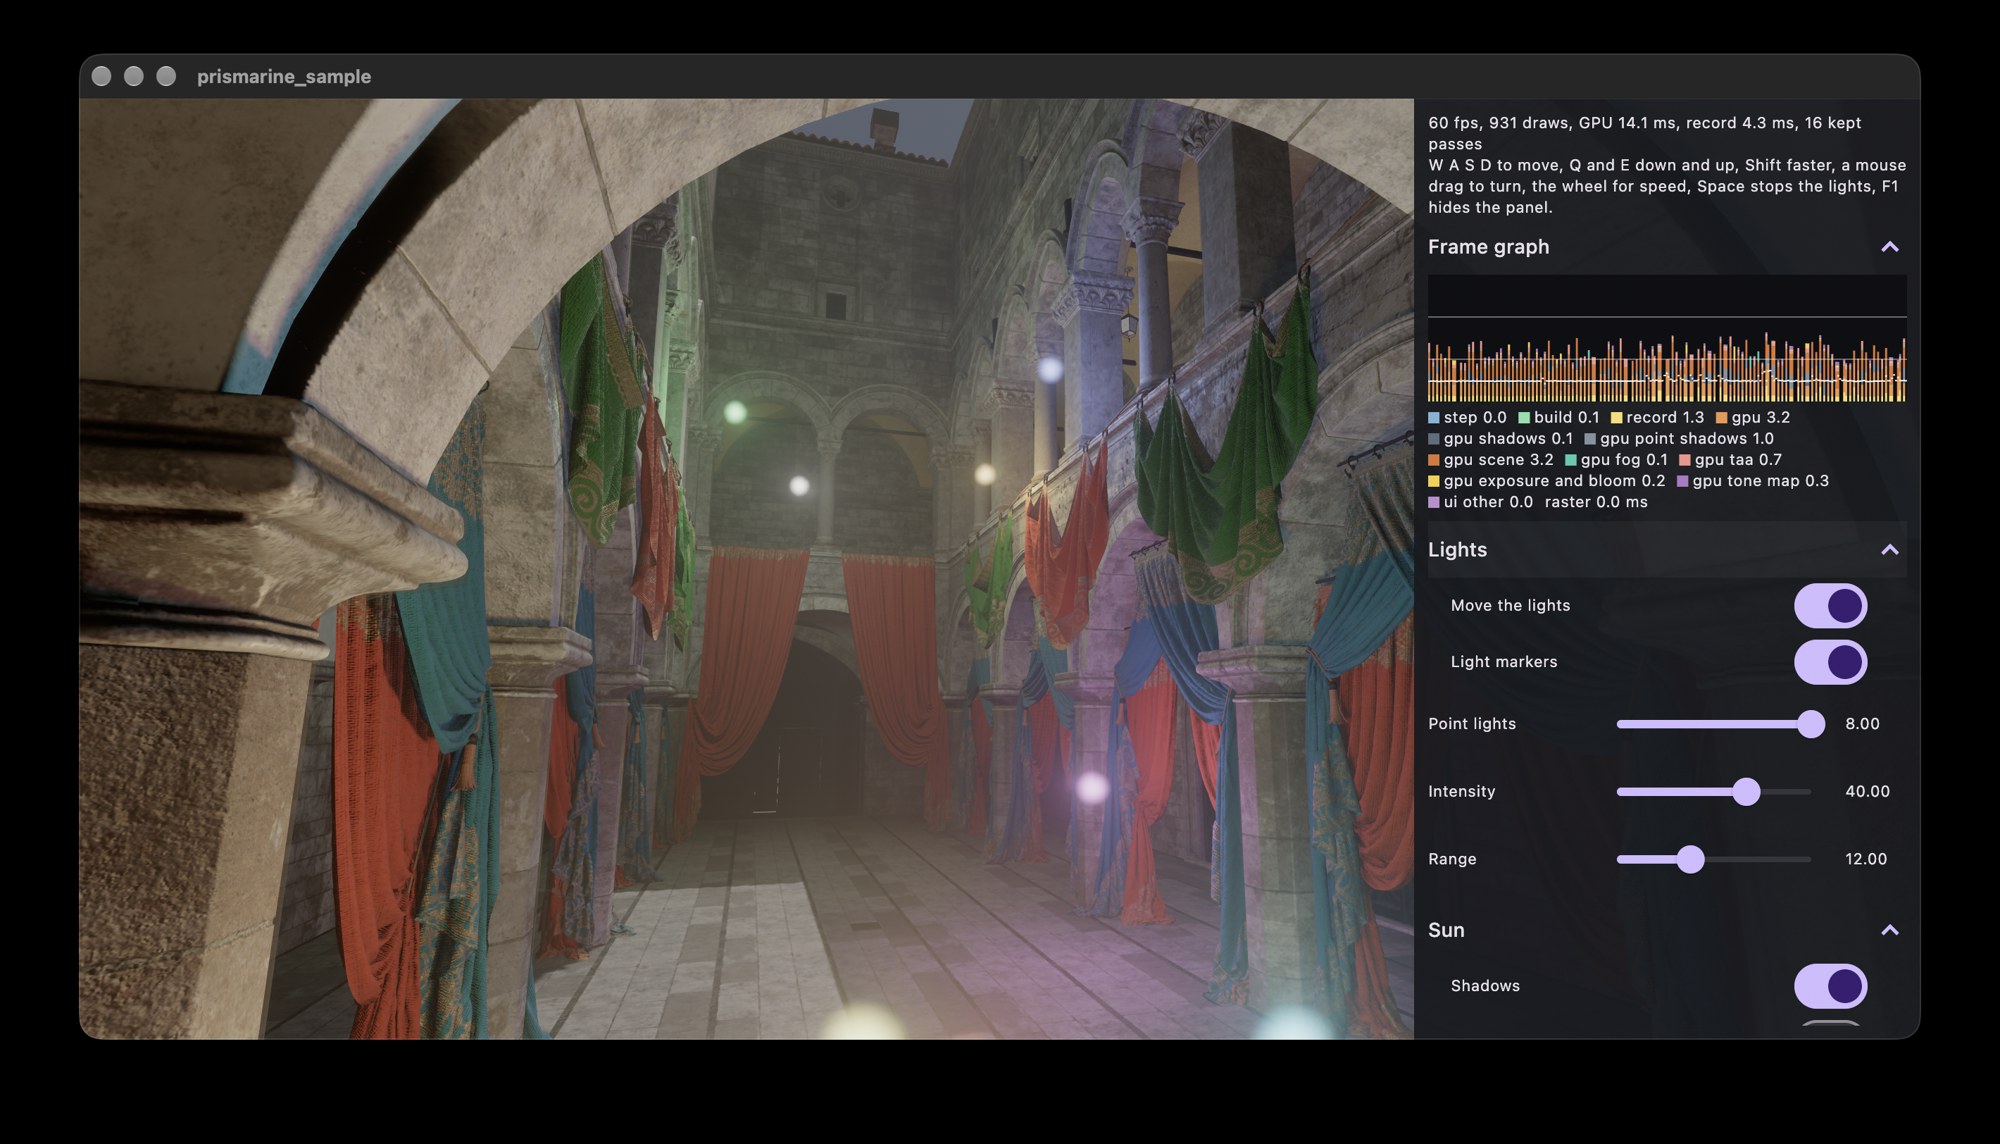 prismarine_sample
60 fps, 931 draws, GPU 14.1 ms, record 4.3 ms, 16 kept
passes
W A S D to move, Q and E down and up, Shift faster, a mouse
drag to turn, the wheel for speed, Space stops the lights, F1
hides the panel.
Frame graph
step 0.0 build 0.1 record 1.3 gpu 3.2
gpu shadows 0.1 gpu point shadows 1.0
gpu scene 3.2 gpu fog 0.1 gpu taa 0.7
gpu exposure and bloom 0.2 gpu tone map 0.3
ui other 0.0 raster 0.0 ms
Lights
Move the lights
Light markers
Point lights 8.00
Intensity 40.00
Range 12.00
Sun
Shadows